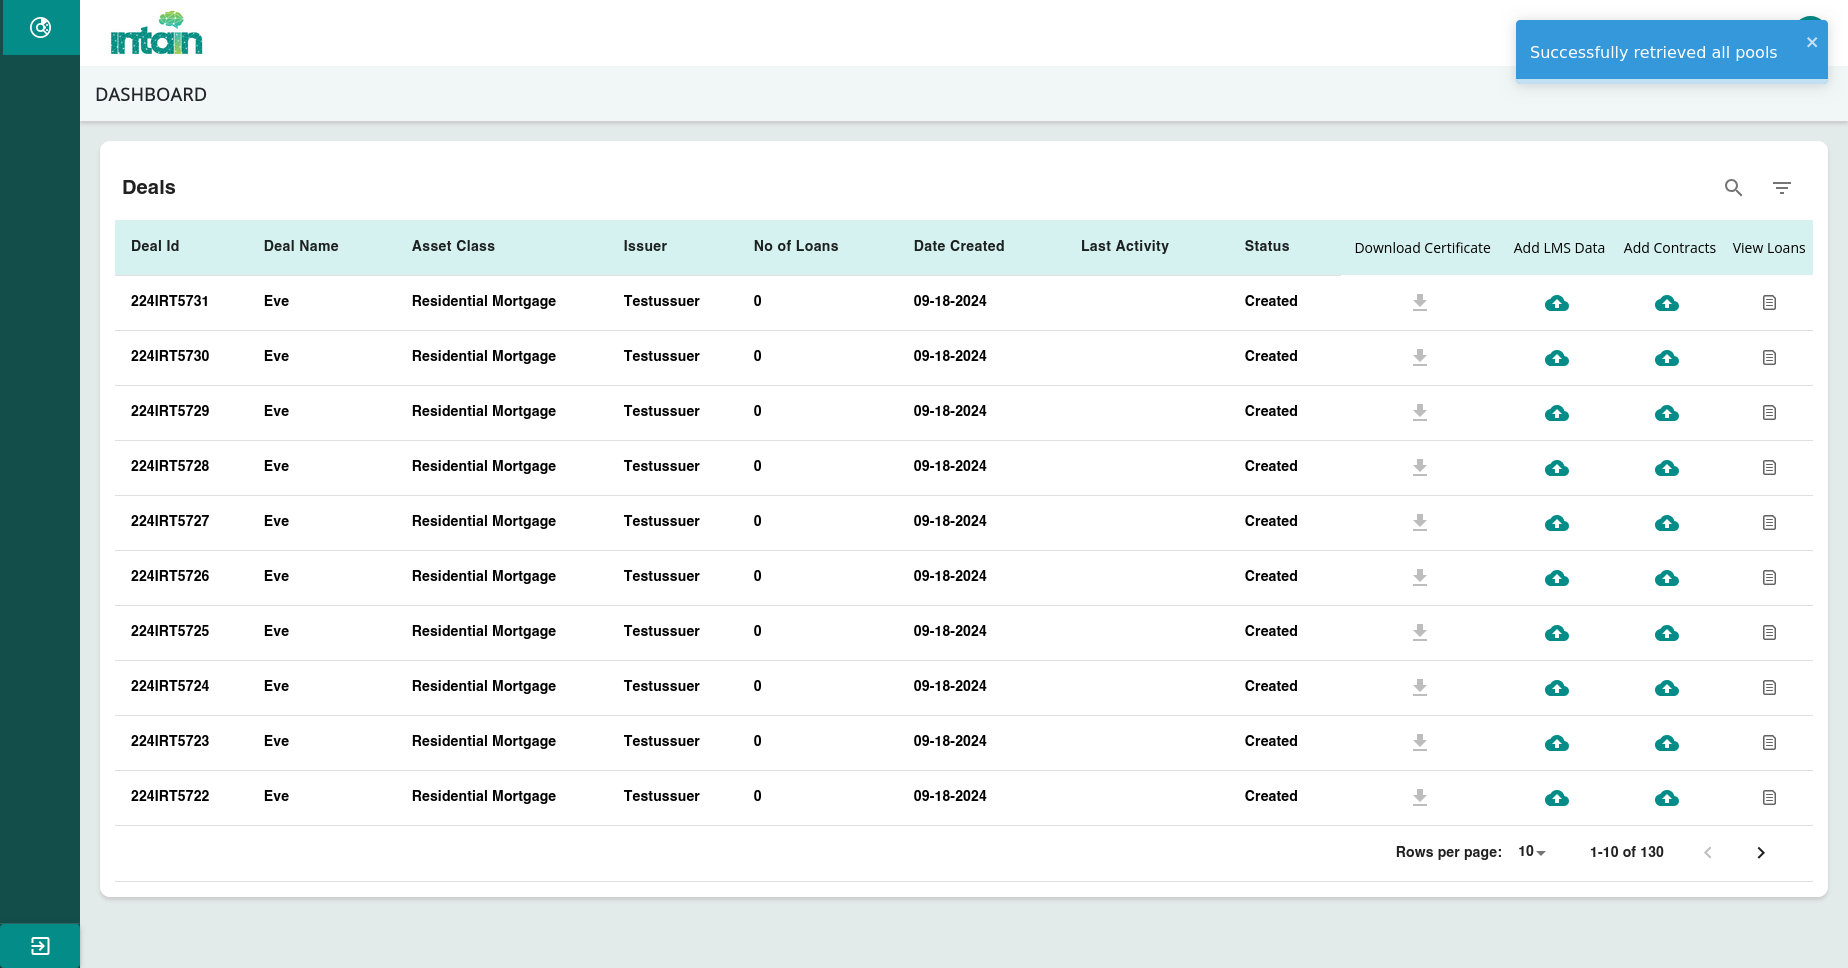 intain
Successfully retrieved all pools
DASHBOARD
Deals
Deal Id Deal Name Asset Class Issuer No of Loans Date Created Last Activity Status Download Certificate Add LMS Data Add Contracts View Loans
224IRT5731 Eve Residential Mortgage Testussuer 0 09-18-2024 Created
224IRT5730 Eve Residential Mortgage Testussuer 0 09-18-2024 Created
224IRT5729 Eve Residential Mortgage Testussuer 0 09-18-2024 Created
224IRT5728 Eve Residential Mortgage Testussuer 0 09-18-2024 Created
224IRT5727 Eve Residential Mortgage Testussuer 0 09-18-2024 Created
224IRT5726 Eve Residential Mortgage Testussuer 0 09-18-2024 Created
224IRT5725 Eve Residential Mortgage Testussuer 0 09-18-2024 Created
224IRT5724 Eve Residential Mortgage Testussuer 0 09-18-2024 Created
224IRT5723 Eve Residential Mortgage Testussuer 0 09-18-2024 Created
224IRT5722 Eve Residential Mortgage Testussuer 0 09-18-2024 Created
Rows per page: 10 1-10 of 130